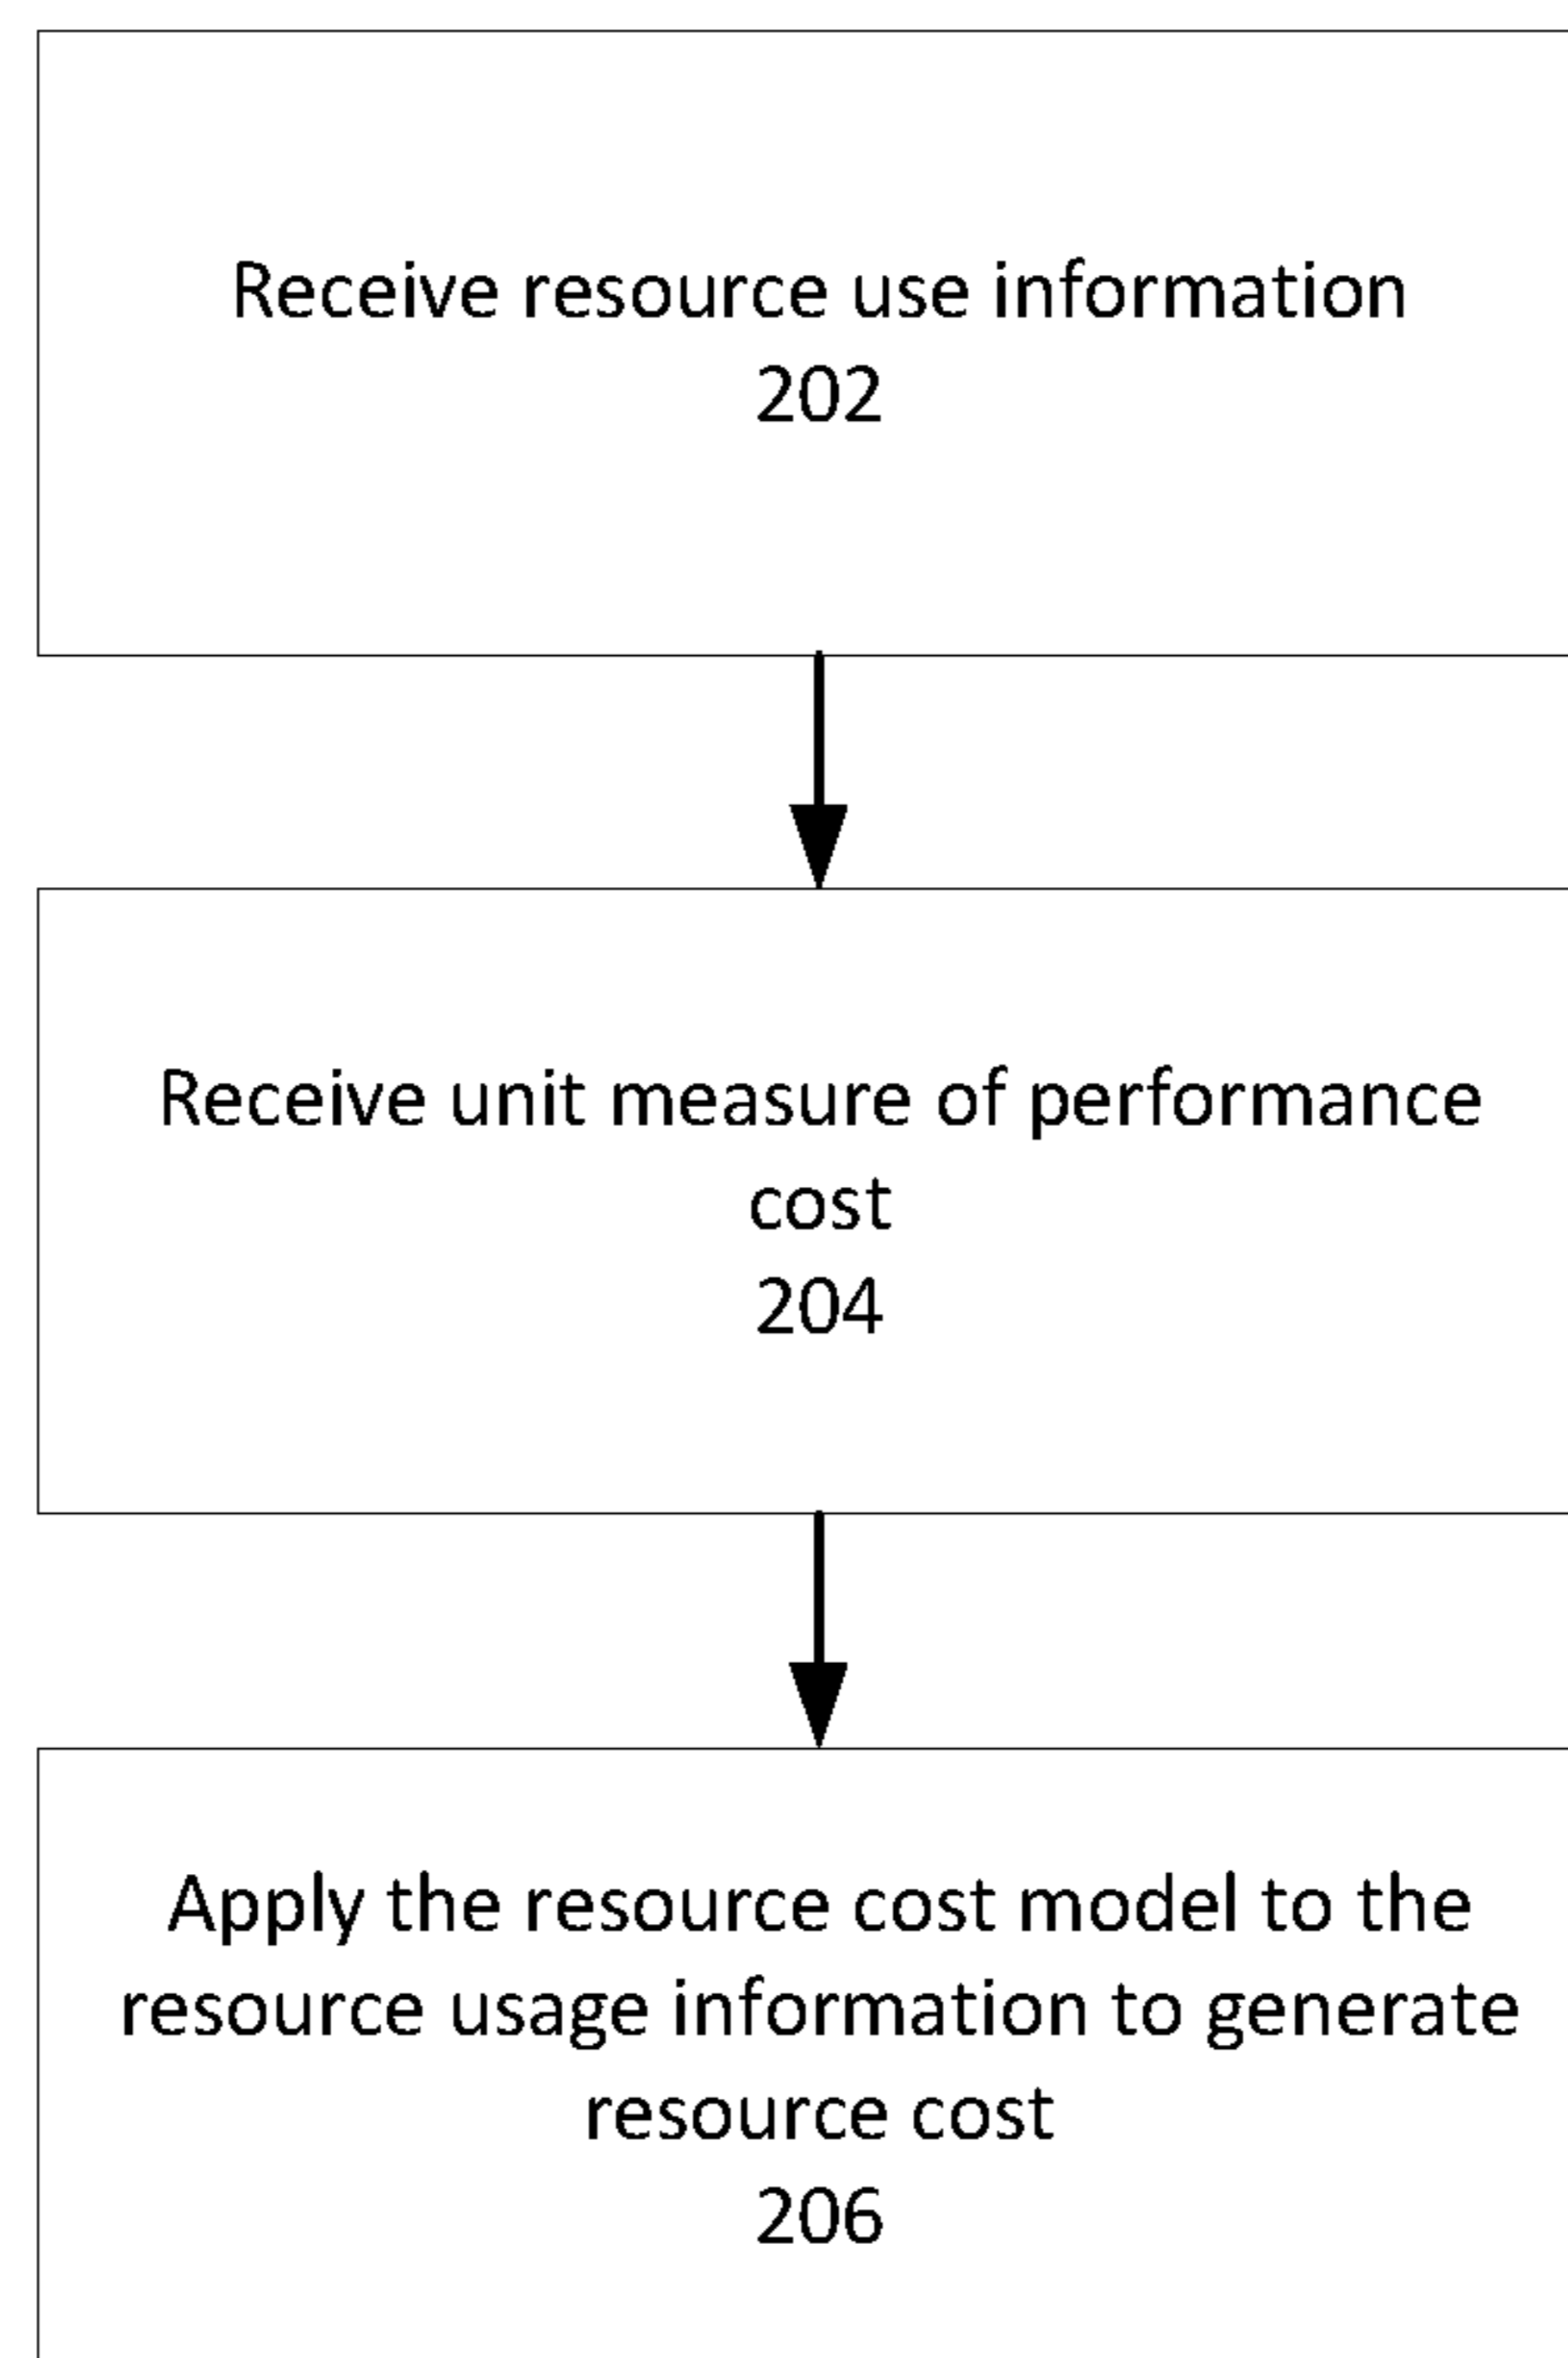 Receive resource use information
202
Receive unit measure of performance
cost
204
Apply the resource cost model to the
resource usage information to generate
resource cost
206